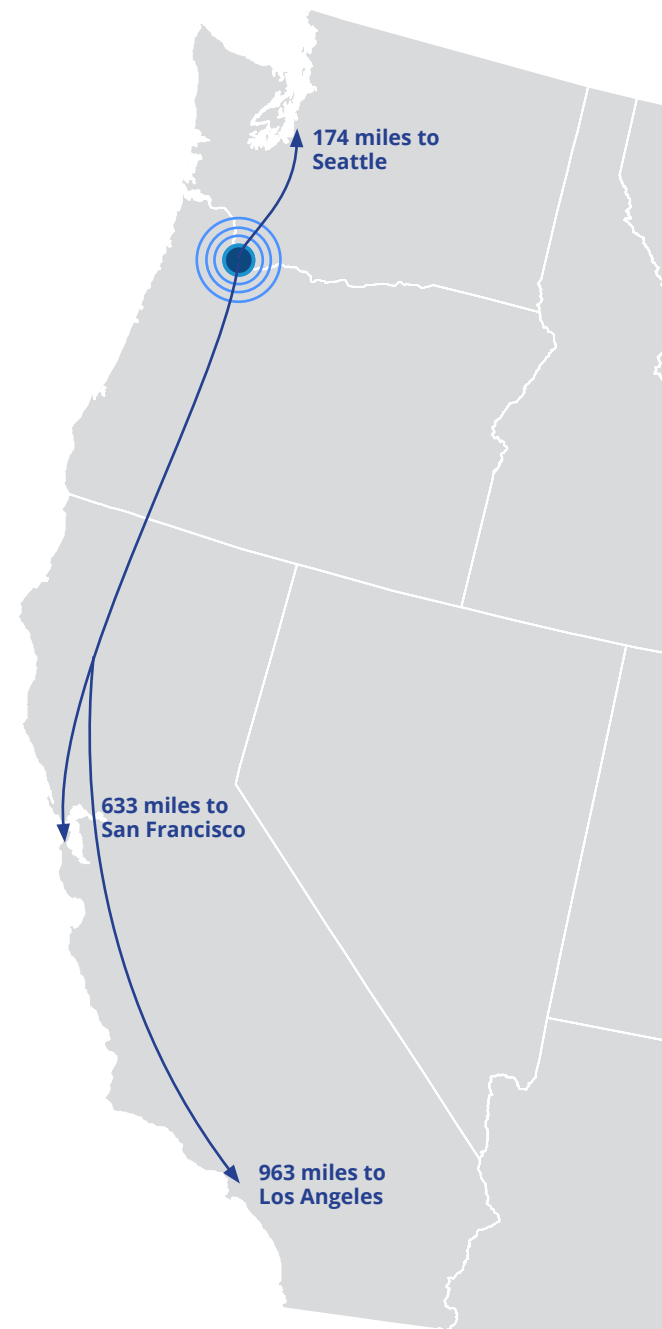 174 miles to
Seattle
633 miles to
San Francisco
963 miles to
Los Angeles